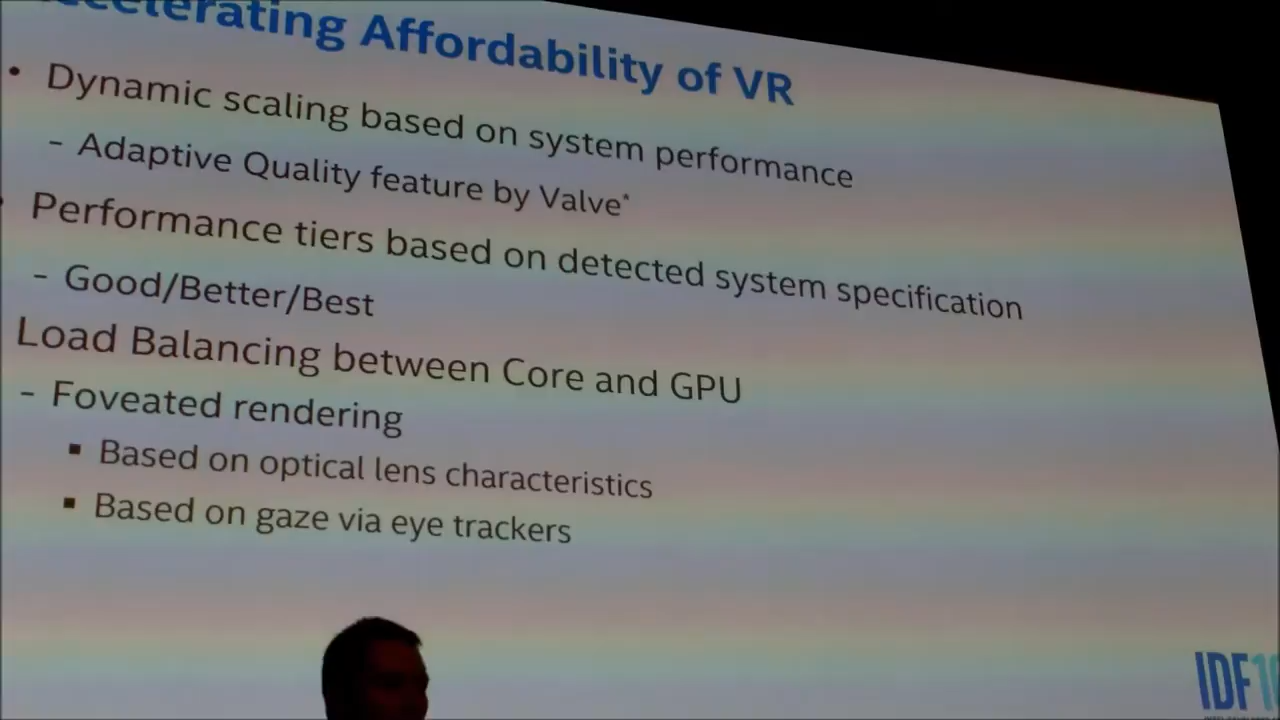 Accelerating Affordability of VR
• Dynamic scaling based on system performance
- Adaptive Quality feature by Valve*
• Performance tiers based on detected system specification
- Good/Better/Best
Load Balancing between Core and GPU
- Foveated rendering
▪ Based on optical lens characteristics
▪ Based on gaze via eye trackers
IDF1